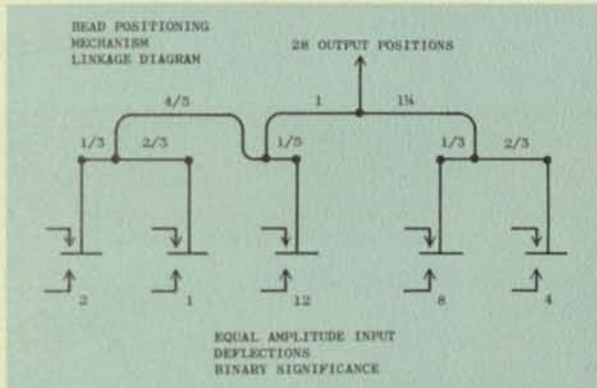 HEAD POSITIONING
MECHANISM
LINKAGE DIAGRAM
28 OUTPUT POSITIONS
4/5
1
1¼
1/3
2/3
1/5
1/3
2/3
2
1
12
8
4
EQUAL AMPLITUDE INPUT
DEFLECTIONS
BINARY SIGNIFICANCE